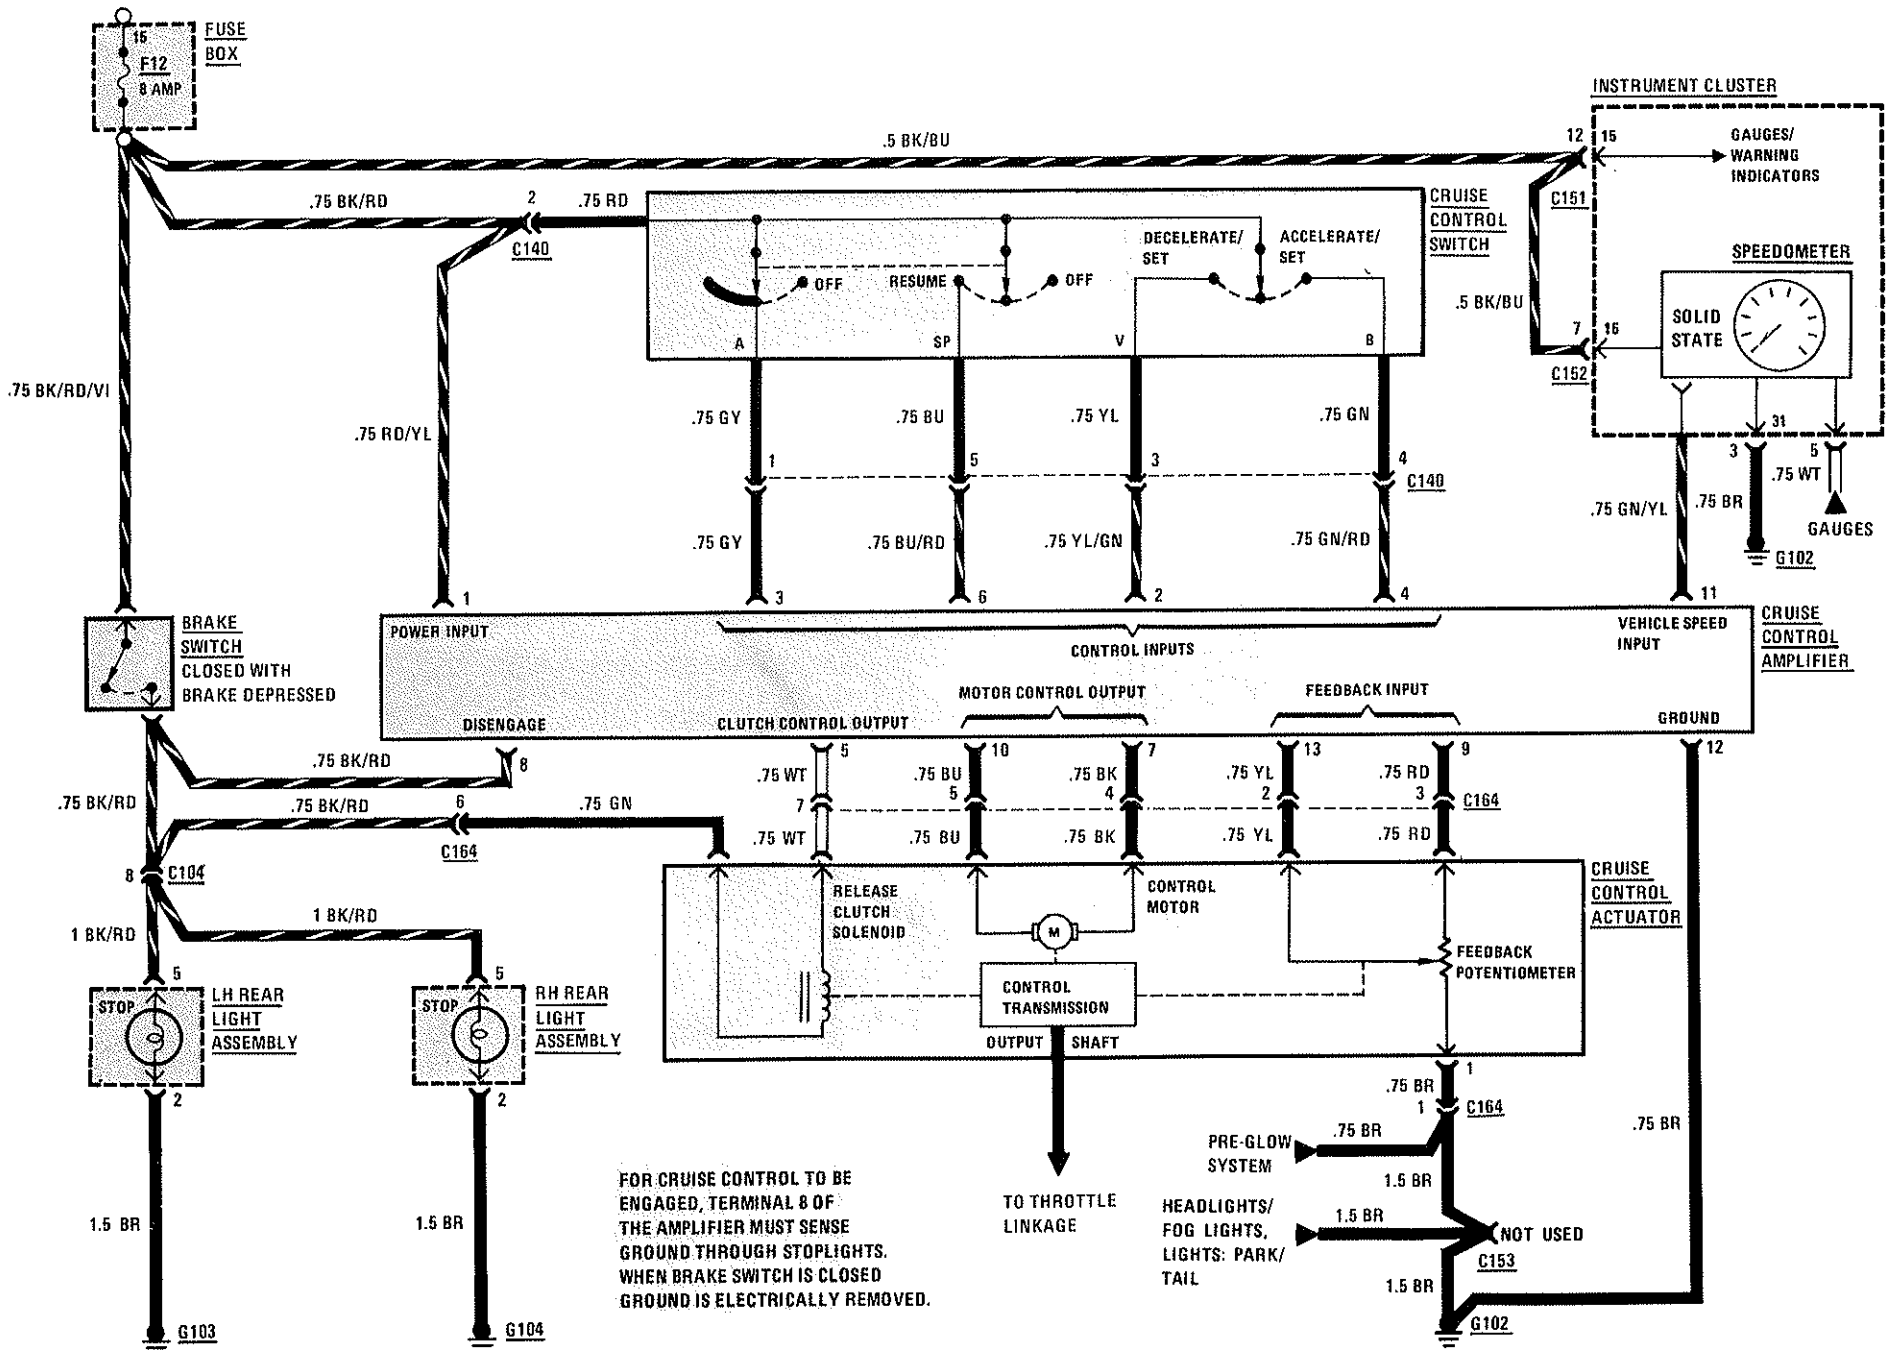 15
F12
8 AMP
FUSE
BOX
INSTRUMENT CLUSTER
.5 BK/BU
12
15
GAUGES/
WARNING
INDICATORS
C151
.75 BK/RD
2
.75 RD
C140
CRUISE
CONTROL
SWITCH
DECELERATE/
SET
ACCELERATE/
SET
OFF
RESUME
OFF
A
SP
V
B
SPEEDOMETER
SOLID
STATE
.5 BK/BU
7
16
C152
31
3
5
.75 WT
.75 BR
GAUGES
G102
.75 GN/YL
.75 BK/RD/VI
.75 RD/YL
.75 GY
.75 BU
.75 YL
.75 GN
1
5
3
4
C140
.75 GY
.75 BU/RD
.75 YL/GN
.75 GN/RD
1
3
6
2
4
11
BRAKE
SWITCH
CLOSED WITH
BRAKE DEPRESSED
POWER INPUT
CONTROL INPUTS
VEHICLE SPEED
INPUT
CRUISE
CONTROL
AMPLIFIER
DISENGAGE
CLUTCH CONTROL OUTPUT
MOTOR CONTROL OUTPUT
FEEDBACK INPUT
GROUND
8
5
10
7
13
9
12
.75 BK/RD
.75 WT
.75 BU
.75 BK
.75 YL
.75 RD
.75 BK/RD
.75 BK/RD
6
.75 GN
C164
7
5
4
2
3
C164
.75 WT
.75 BU
.75 BK
.75 YL
.75 RD
8
C104
1 BK/RD
1 BK/RD
RELEASE
CLUTCH
SOLENOID
CONTROL
MOTOR
M
CONTROL
TRANSMISSION
FEEDBACK
POTENTIOMETER
CRUISE
CONTROL
ACTUATOR
OUTPUT SHAFT
5
STOP
LH REAR
LIGHT
ASSEMBLY
5
STOP
RH REAR
LIGHT
ASSEMBLY
2
2
1.5 BR
1.5 BR
G103
G104
FOR CRUISE CONTROL TO BE
ENGAGED, TERMINAL 8 OF
THE AMPLIFIER MUST SENSE
GROUND THROUGH STOPLIGHTS.
WHEN BRAKE SWITCH IS CLOSED
GROUND IS ELECTRICALLY REMOVED.
TO THROTTLE
LINKAGE
1
.75 BR
1
C164
PRE-GLOW
SYSTEM
.75 BR
1.5 BR
HEADLIGHTS/
FOG LIGHTS,
LIGHTS: PARK/
TAIL
1.5 BR
NOT USED
C153
1.5 BR
G102
.75 BR